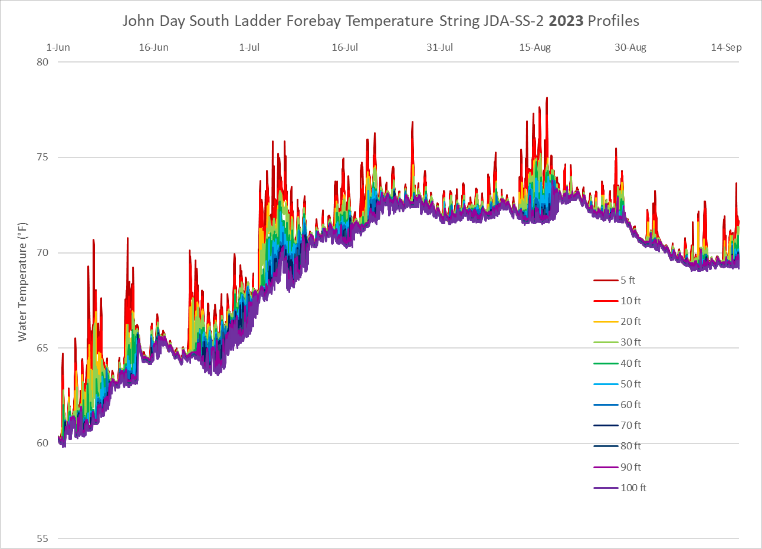 John Day South Ladder Forebay Temperature String JDA-SS-2 2023 Profiles
1-Jun 16-Jun 1-Jul 16-Jul 31-Jul 15-Aug 30-Aug 14-Sep
80
75
70
65
60
55
Water Temperature (°F)
5 ft
10 ft
20 ft
30 ft
40 ft
50 ft
60 ft
70 ft
80 ft
90 ft
100 ft